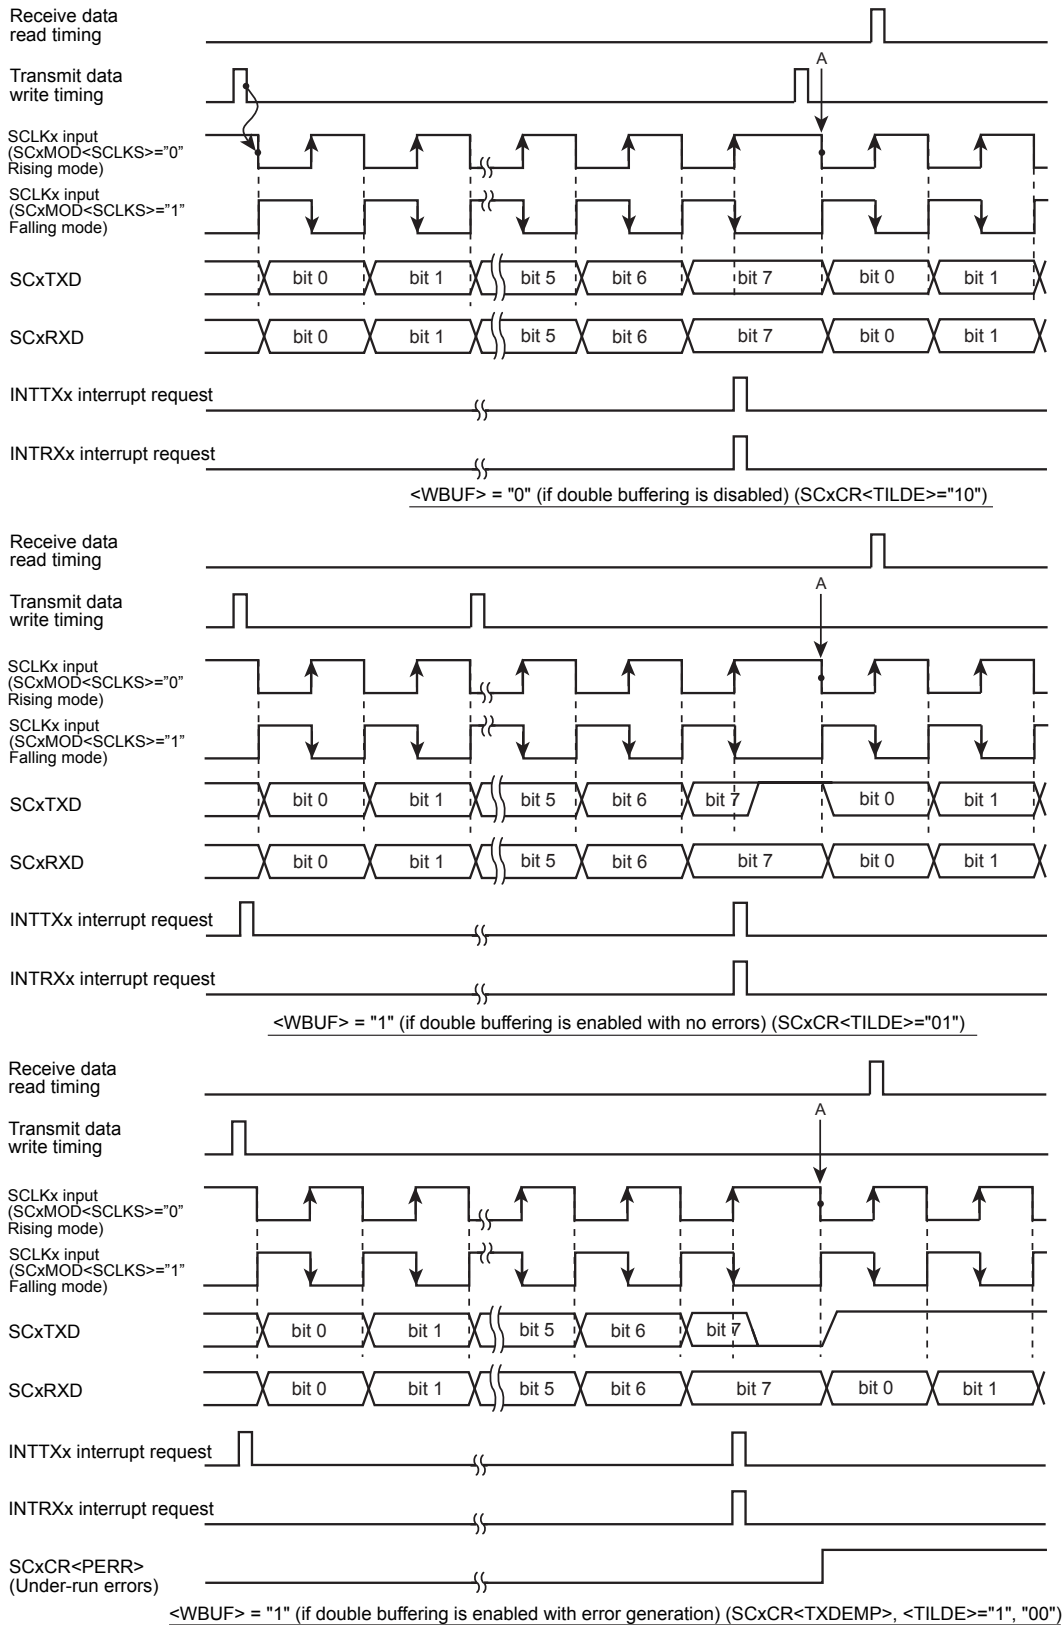 Receive data
read timing
A
Transmit data
write timing
SCLKx input
(SCxMOD<SCLKS>="0"
Rising mode)
SCLKx input
(SCxMOD<SCLKS>="1"
Falling mode)
SCxTXD
bit 0 bit 1 bit 5 bit 6 bit 7 bit 0 bit 1
SCxRXD
bit 0 bit 1 bit 5 bit 6 bit 7 bit 0 bit 1
INTTXx interrupt request
INTRXx interrupt request
<WBUF> = "0" (if double buffering is disabled) (SCxCR<TILDE>="10")
Receive data
read timing
A
Transmit data
write timing
SCLKx input
(SCxMOD<SCLKS>="0"
Rising mode)
SCLKx input
(SCxMOD<SCLKS>="1"
Falling mode)
SCxTXD
bit 0 bit 1 bit 5 bit 6 bit 7 bit 0 bit 1
SCxRXD
bit 0 bit 1 bit 5 bit 6 bit 7 bit 0 bit 1
INTTXx interrupt request
INTRXx interrupt request
<WBUF> = "1" (if double buffering is enabled with no errors) (SCxCR<TILDE>="01")
Receive data
read timing
A
Transmit data
write timing
SCLKx input
(SCxMOD<SCLKS>="0"
Rising mode)
SCLKx input
(SCxMOD<SCLKS>="1"
Falling mode)
SCxTXD
bit 0 bit 1 bit 5 bit 6 bit 7
SCxRXD
bit 0 bit 1 bit 5 bit 6 bit 7 bit 0 bit 1
INTTXx interrupt request
INTRXx interrupt request
SCxCR<PERR>
(Under-run errors)
<WBUF> = "1" (if double buffering is enabled with error generation) (SCxCR<TXDEMP>, <TILDE>="1", "00")